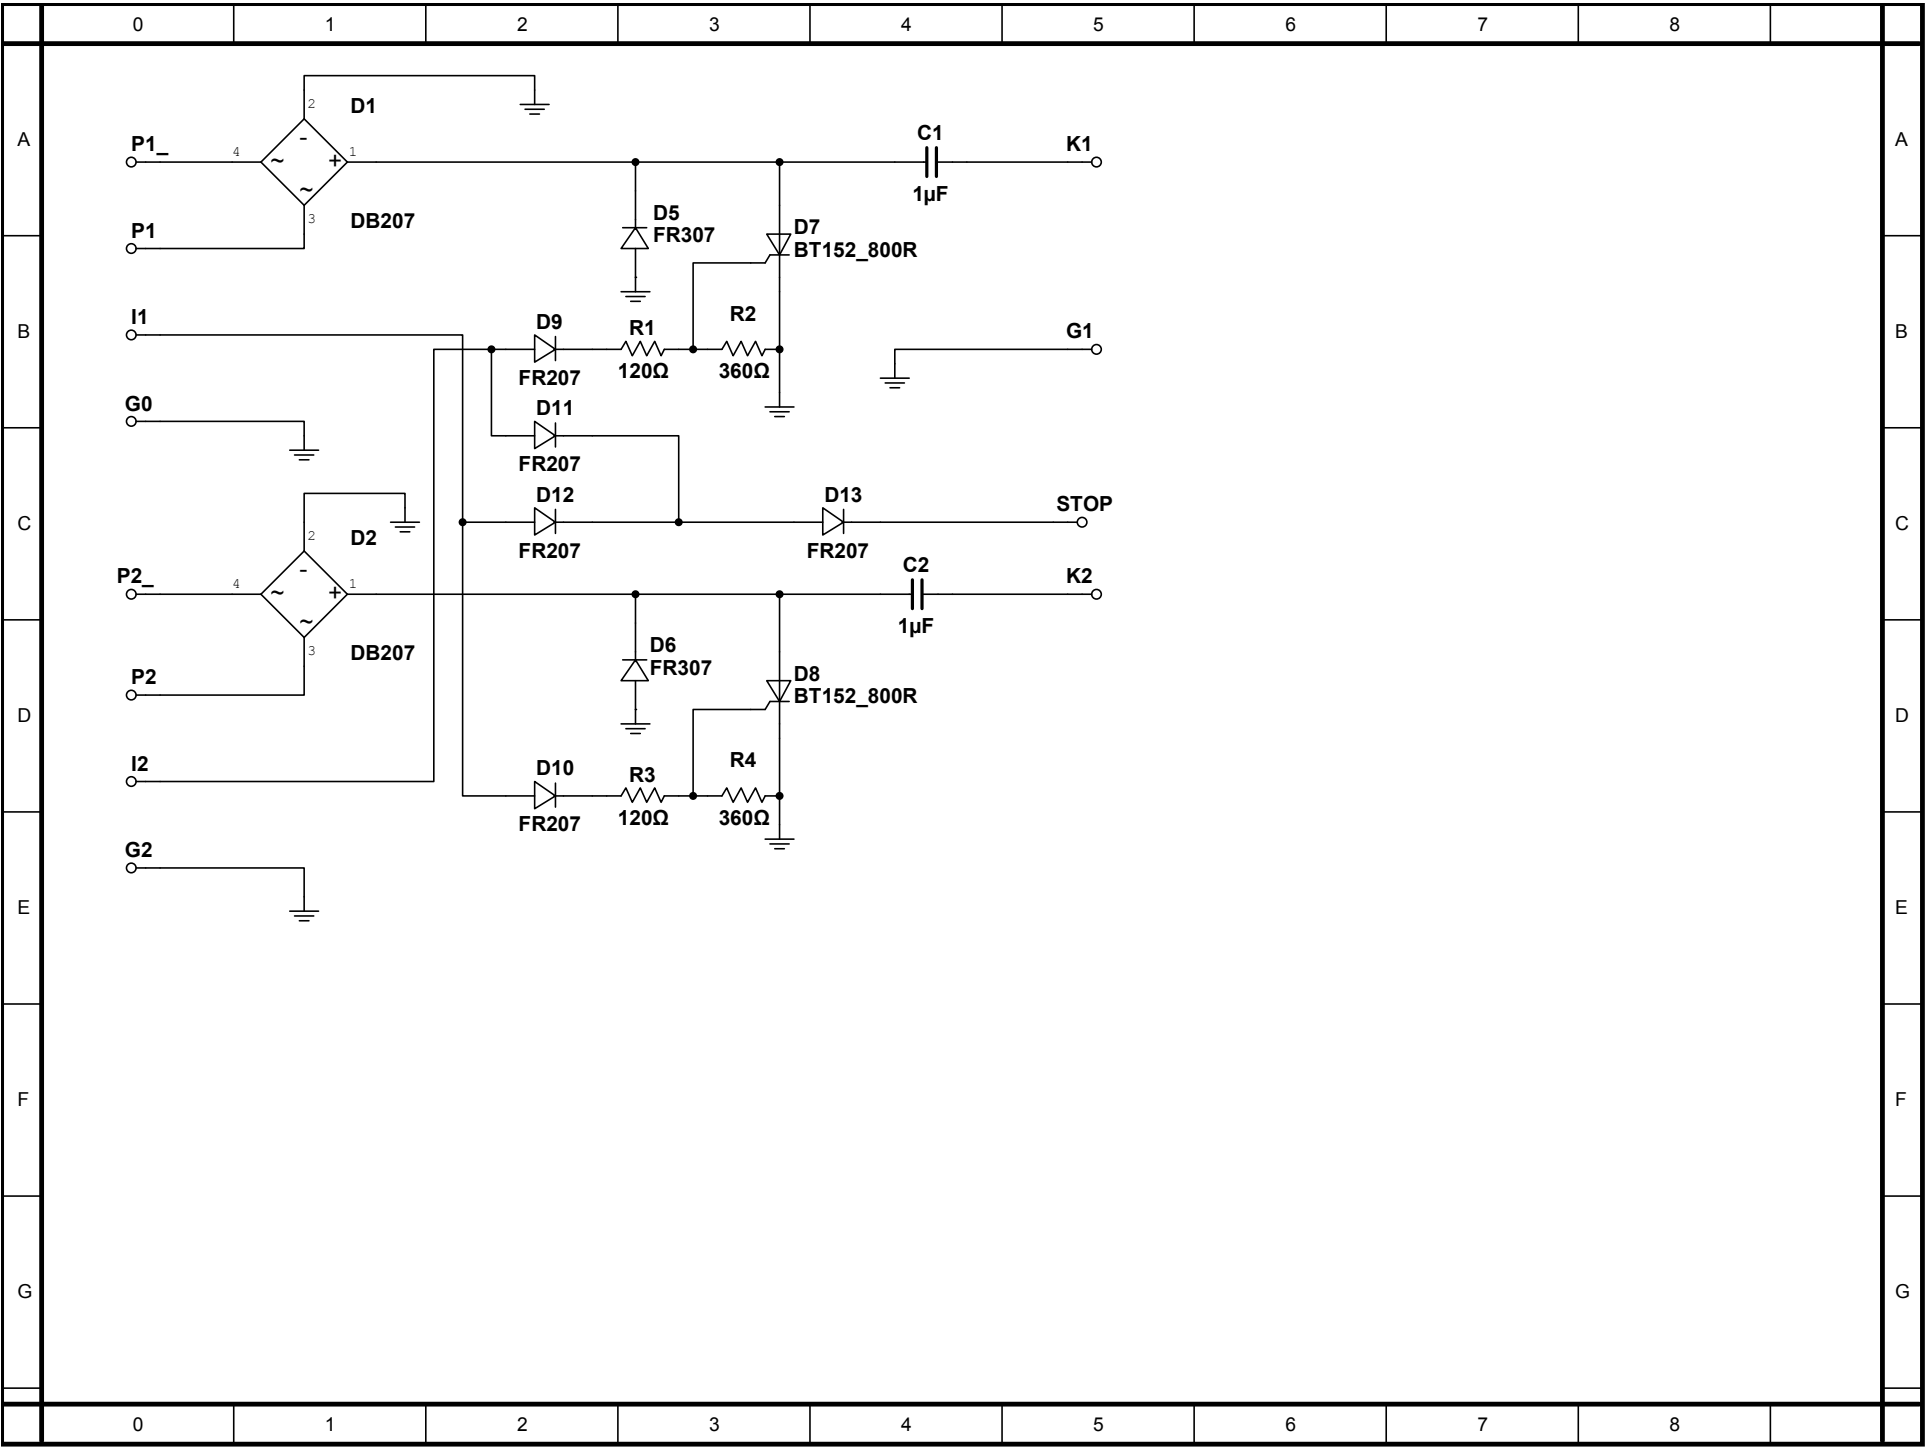 0 1 2 3 4 5 6 7 8
A A
2 D1
- 
P1_ 4 ~ + 1 C1 K1
~ 1µF
P1 3 DB207 D5 D7
FR307 BT152_800R
B B
I1 D9 R1 R2 G1
FR207 120Ω 360Ω
G0 D11
FR207
C C
D12 D13 STOP
FR207 FR207
2 D2
-
P2_ 4 ~ + 1 C2 K2
~ 1µF
P2 3 DB207 D6 D8
FR307 BT152_800R
D D
I2 D10 R3 R4
FR207 120Ω 360Ω
G2
E E
F F
G G
0 1 2 3 4 5 6 7 8